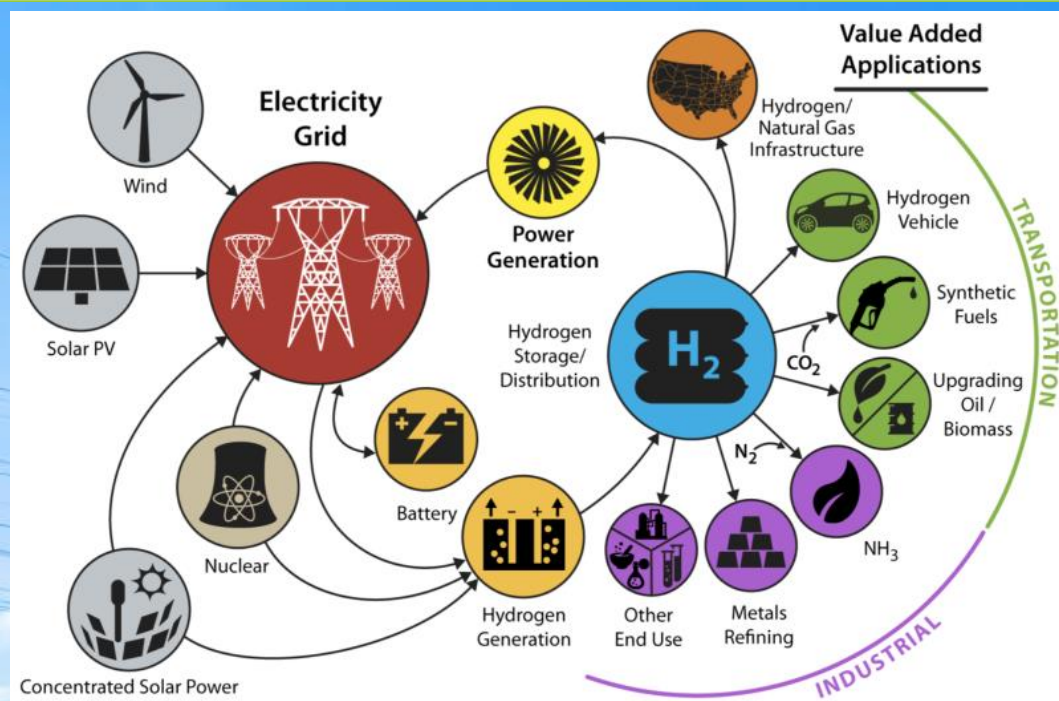 Value Added
Applications
Electricity
Grid
Wind
Solar PV
Nuclear
Concentrated Solar Power
Battery
+ -
Power
Generation
Hydrogen
Generation
- +
Hydrogen
Storage/
Distribution
H₂
Hydrogen/
Natural Gas
Infrastructure
Hydrogen
Vehicle
Synthetic
Fuels
CO₂
Upgrading
Oil /
Biomass
N₂
NH₃
Metals
Refining
Other
End Use
TRANSPORTATION
INDUSTRIAL